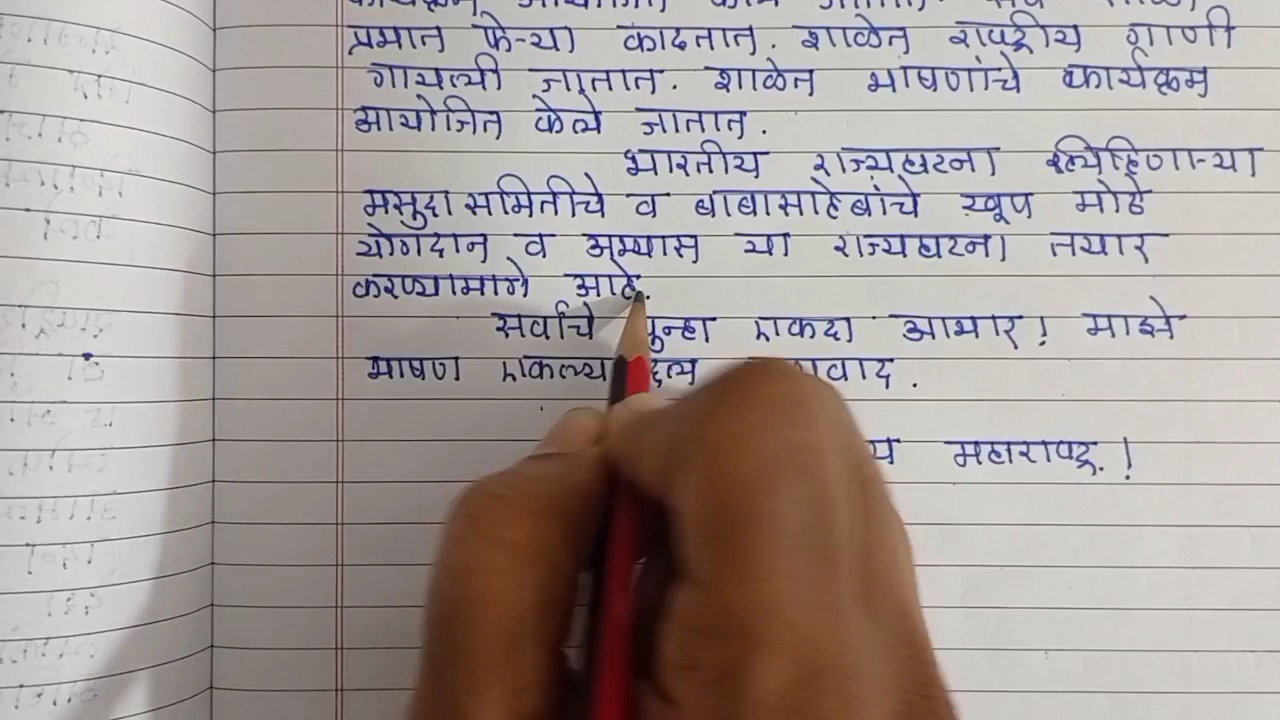 प्रभात फे-या काढतात. शाळेत राष्ट्रीय गाणी
गायली जातात. शाळेत भाषणांचे कार्यक्रम
आयोजित केले जातात.
भारतीय राज्यघटना लिहिणा-या
मसुदा समितीचे व बाबासाहेबांचे खूप मोठे
योगदान व अभ्यास या राज्यघटना तयार
करण्यामागे आहे.
सर्वांचे पुन्हा एकदा आभार! माझे
भाषण
महाराष्ट्र.!